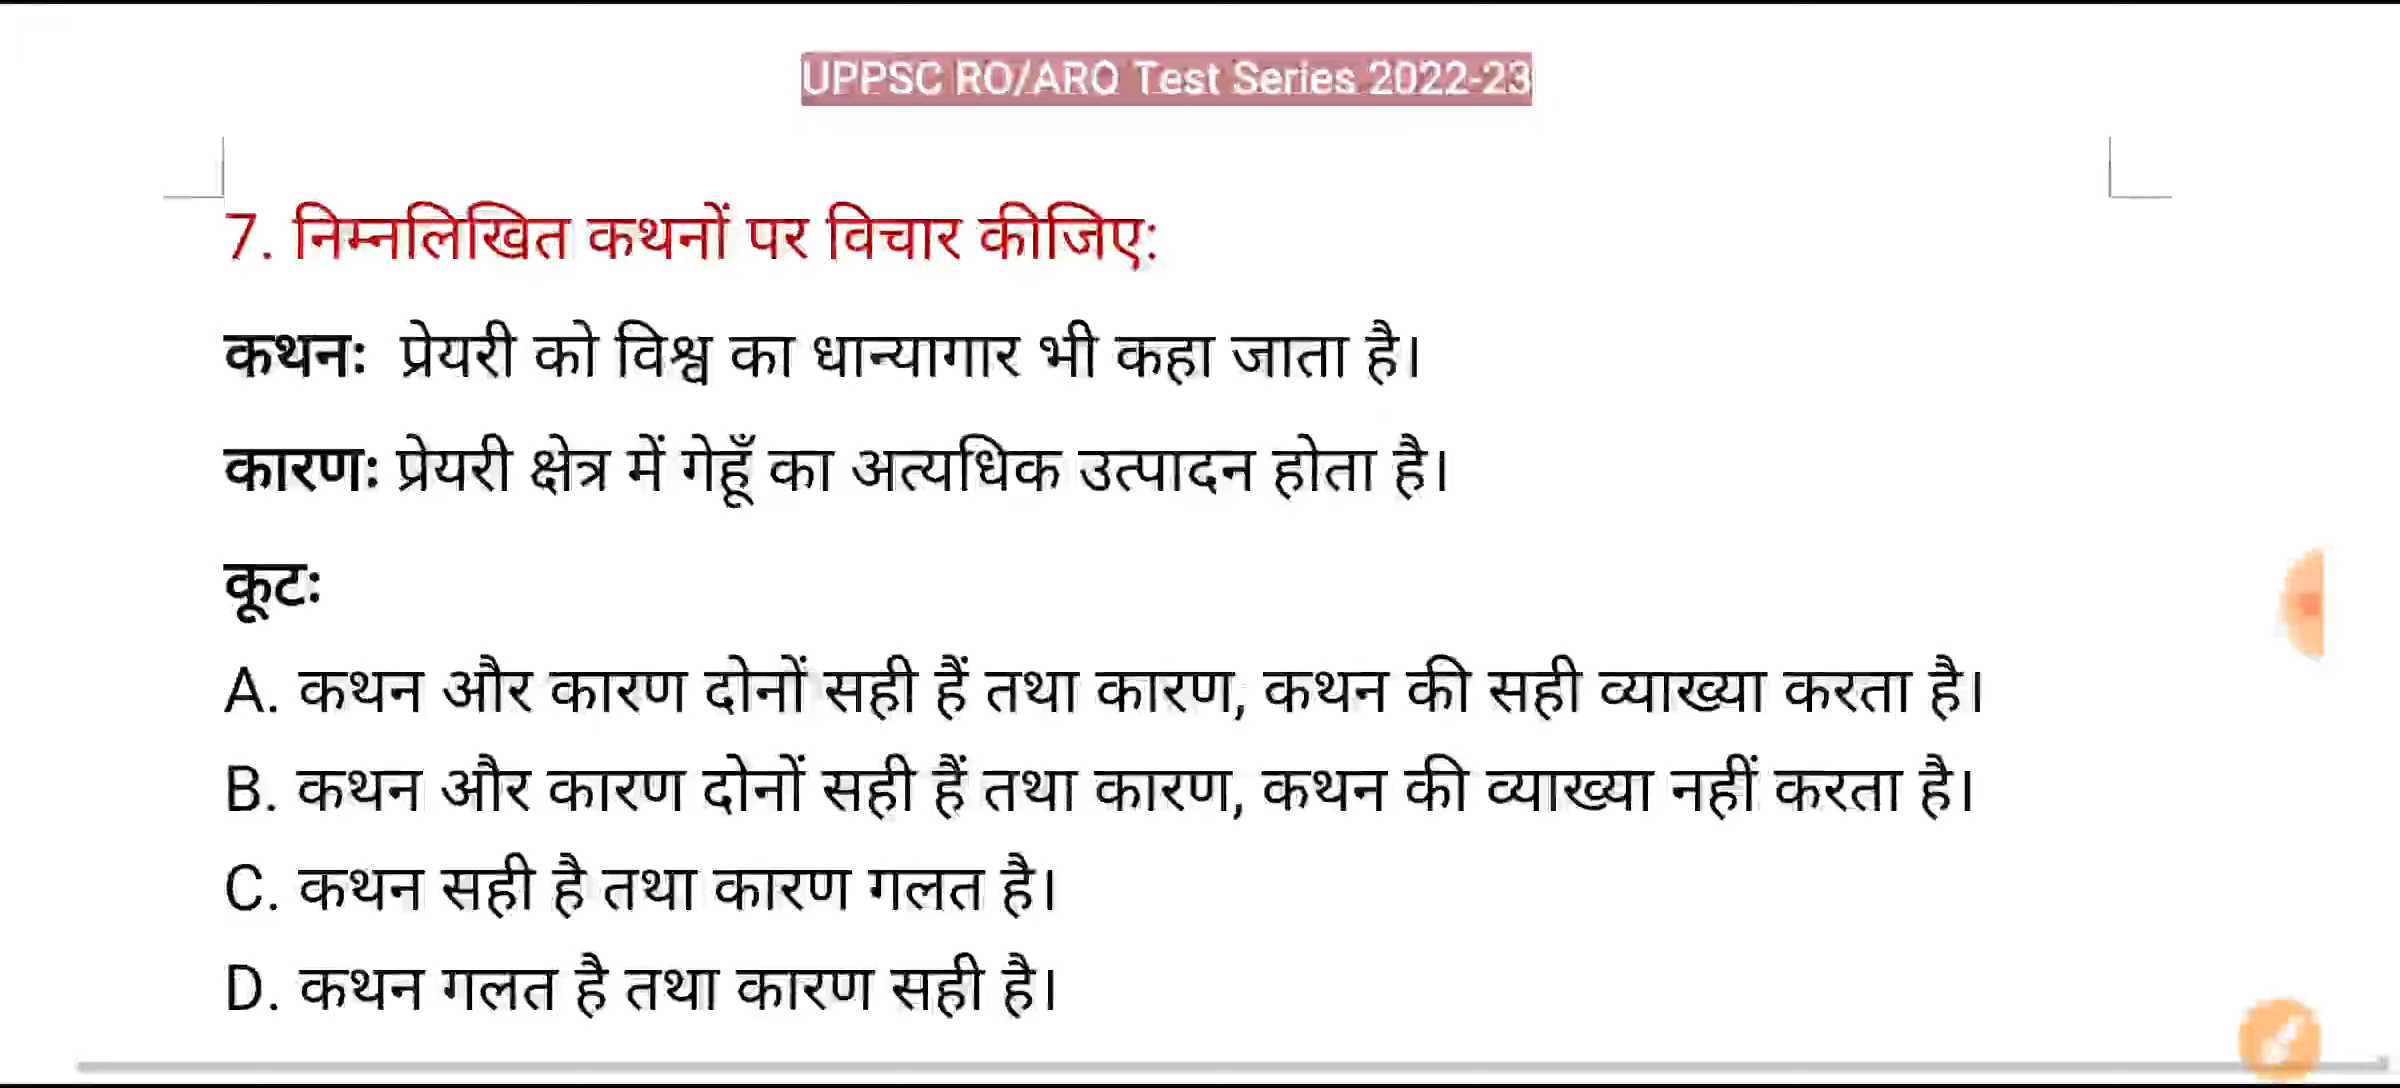 UPPSC RO/ARO Test Series 2022-23
7. निम्नलिखित कथनों पर विचार कीजिए:
कथन: प्रेयरी को विश्व का धान्यागार भी कहा जाता है।
कारण: प्रेयरी क्षेत्र में गेहूँ का अत्यधिक उत्पादन होता है।
कूट:
A. कथन और कारण दोनों सही हैं तथा कारण, कथन की सही व्याख्या करता है।
B. कथन और कारण दोनों सही हैं तथा कारण, कथन की व्याख्या नहीं करता है।
C. कथन सही है तथा कारण गलत है।
D. कथन गलत है तथा कारण सही है।